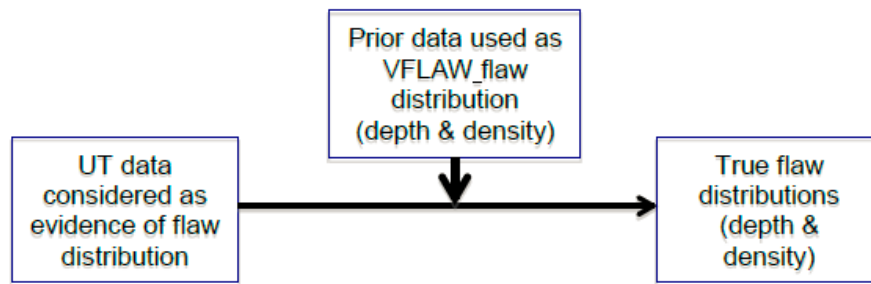 Prior data used as
VFLAW_flaw
distribution
(depth & density)
UT data
considered as
evidence of flaw
distribution
True flaw
distributions
(depth &
density)